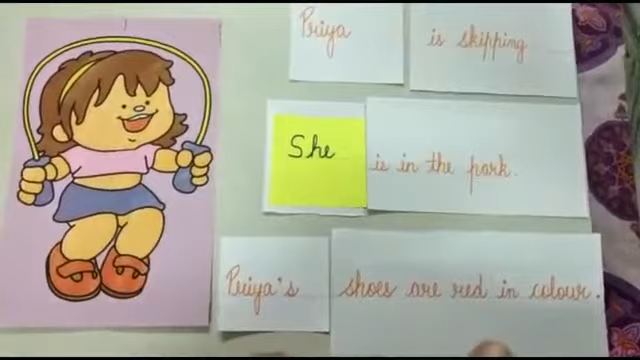 Priya is skipping
She is in the park.
Priya's shoes are red in colour.